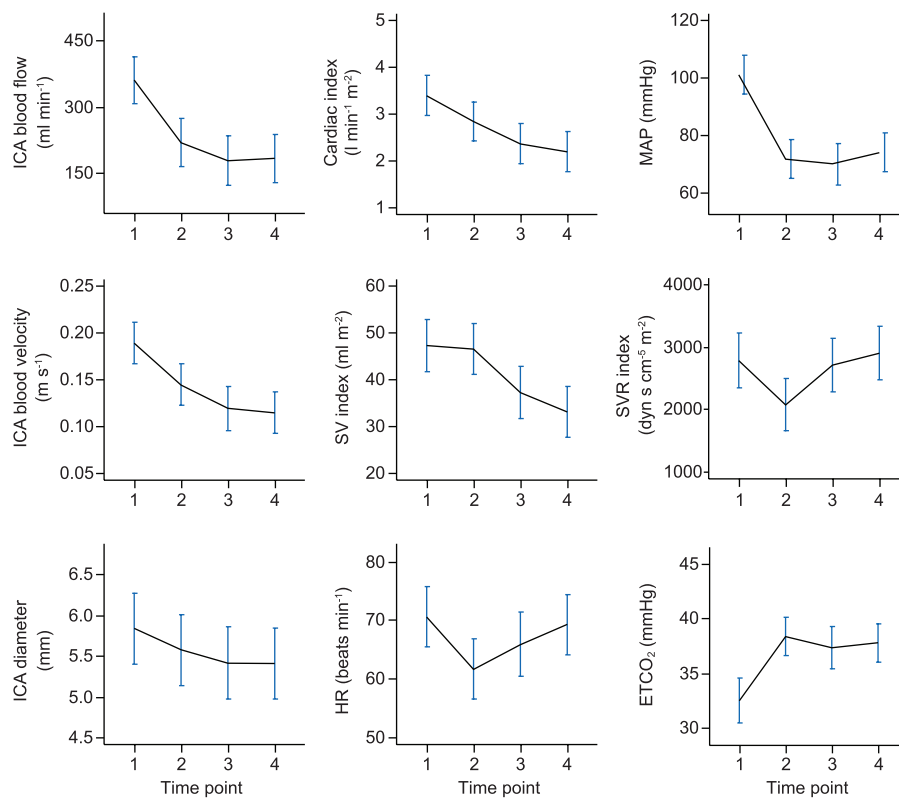 ICA blood flow
(ml min⁻¹)
450
300
150
1 2 3 4
Cardiac index
(l min⁻¹ m⁻²)
5
4
3
2
1
1 2 3 4
MAP (mmHg)
120
100
80
60
1 2 3 4
ICA blood velocity
(m s⁻¹)
0.25
0.20
0.15
0.10
0.05
1 2 3 4
SV index (ml m⁻²)
60
50
40
30
20
1 2 3 4
SVR index
(dyn s cm⁻⁵ m⁻²)
4000
3000
2000
1000
1 2 3 4
ICA diameter
(mm)
6.5
6.0
5.5
5.0
4.5
1 2 3 4
Time point
HR (beats min⁻¹)
80
70
60
50
1 2 3 4
Time point
ETCO₂ (mmHg)
45
40
35
30
1 2 3 4
Time point